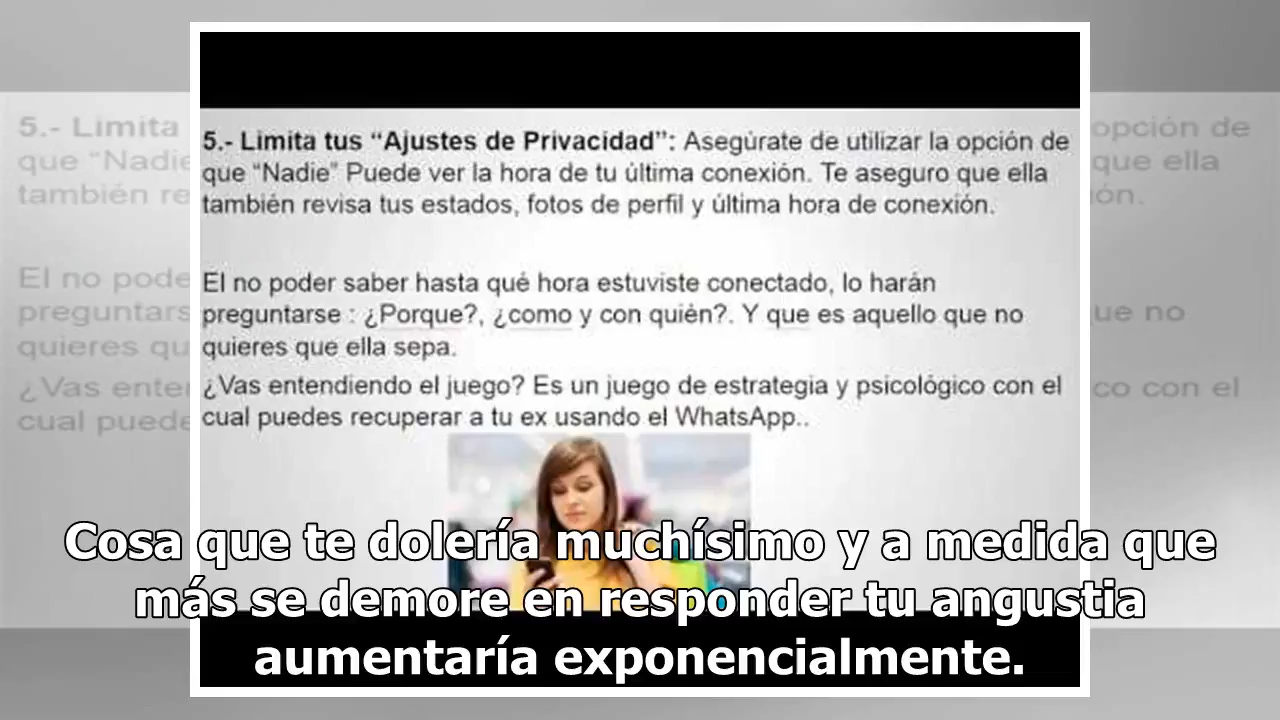 5.- Limita tus “Ajustes de Privacidad”: Asegúrate de utilizar la opción de
que “Nadie” Puede ver la hora de tu última conexión. Te aseguro que ella
también revisa tus estados, fotos de perfil y última hora de conexión.
El no poder saber hasta qué hora estuviste conectado, lo harán
preguntarse : ¿Porque?, ¿como y con quién?. Y que es aquello que no
quieres que ella sepa.
¿Vas entendiendo el juego? Es un juego de estrategia y psicológico con el
cual puedes recuperar a tu ex usando el WhatsApp..
Cosa que te dolería muchísimo y a medida que
más se demore en responder tu angustia
aumentaría exponencialmente.